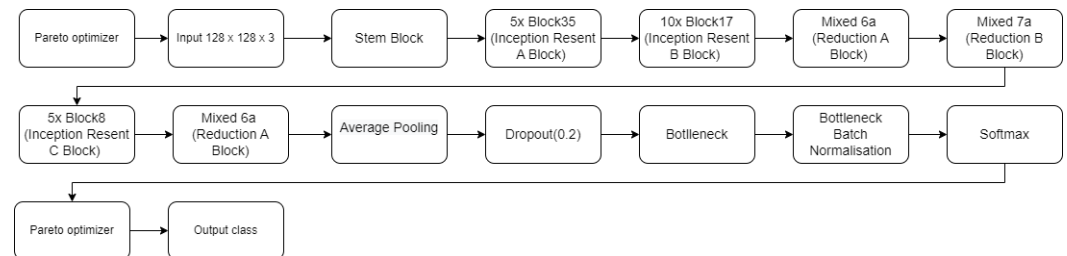 Pareto optimizer
Input 128 x 128 x 3
Stem Block
5x Block35
(Inception Resent
A Block)
10x Block17
(Inception Resent
B Block)
Mixed 6a
(Reduction A
Block)
Mixed 7a
(Reduction B
Block)
5x Block8
(Inception Resent
C Block)
Mixed 6a
(Reduction A
Block)
Average Pooling
Dropout(0.2)
Botlleneck
Bottleneck
Batch
Normalisation
Softmax
Pareto optimizer
Output class